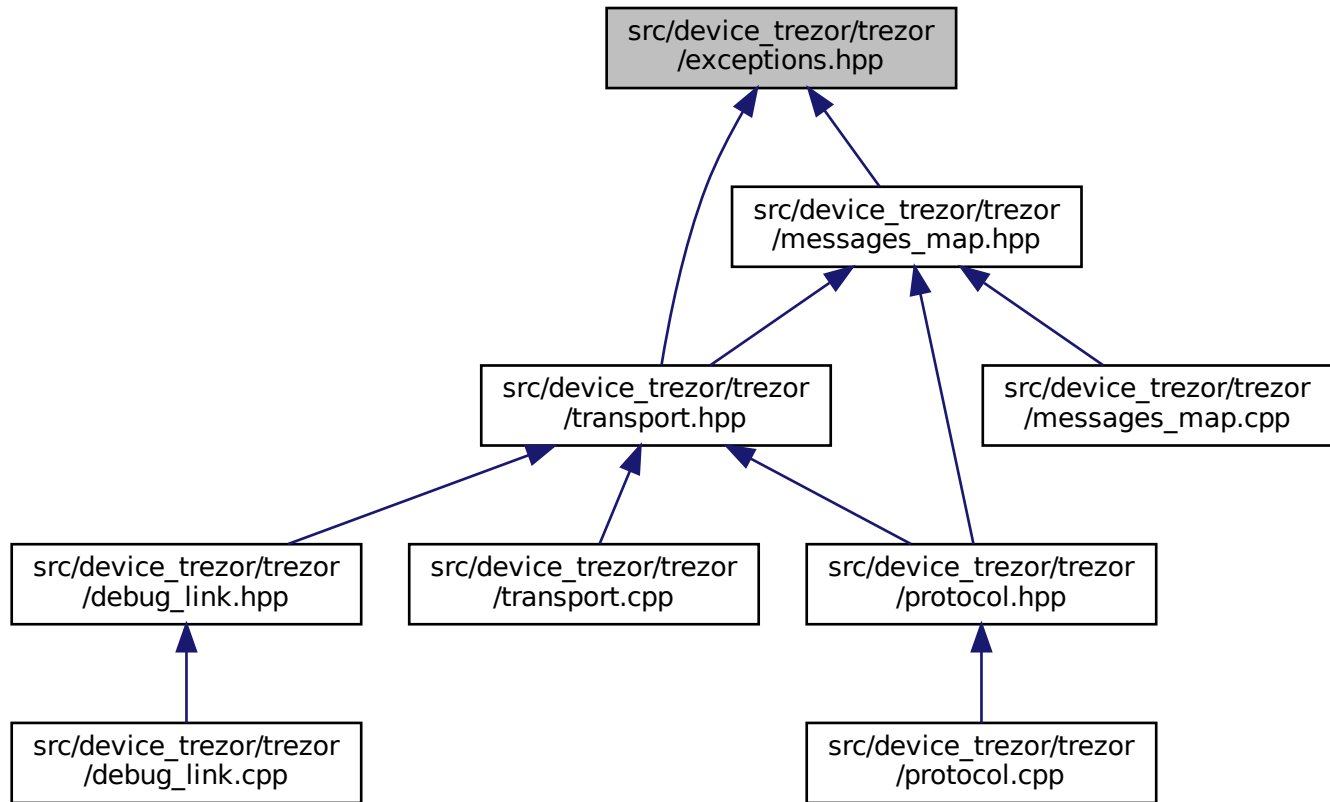 src/device_trezor/trezor
/exceptions.hpp
src/device_trezor/trezor
/messages_map.hpp
src/device_trezor/trezor
/transport.hpp
src/device_trezor/trezor
/messages_map.cpp
src/device_trezor/trezor
/debug_link.hpp
src/device_trezor/trezor
/transport.cpp
src/device_trezor/trezor
/protocol.hpp
src/device_trezor/trezor
/debug_link.cpp
src/device_trezor/trezor
/protocol.cpp